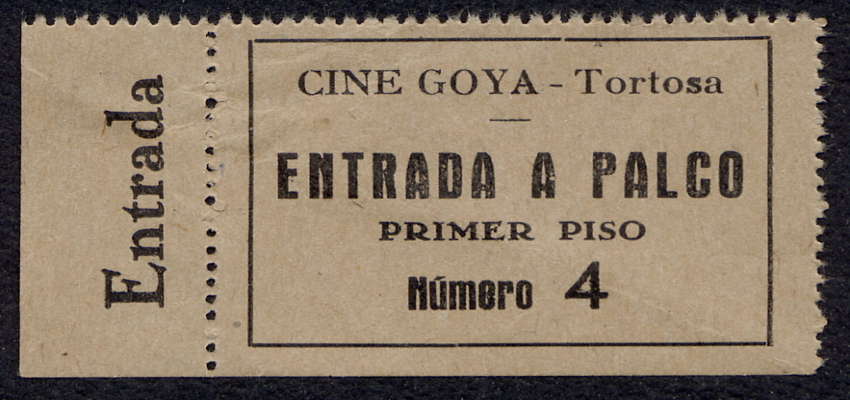 Entrada
CINE GOYA - Tortosa
ENTRADA A PALCO
PRIMER PISO
Número 4